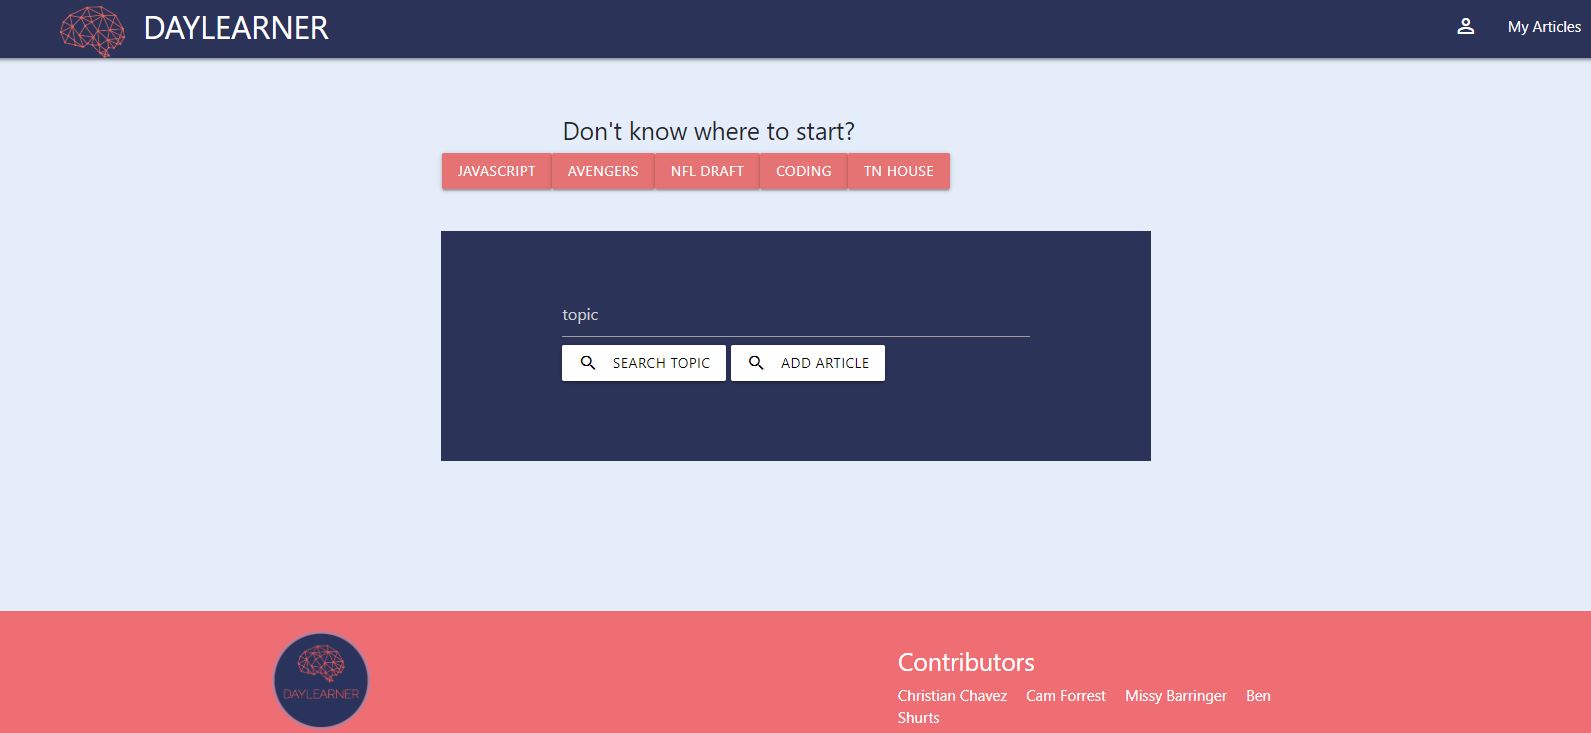 DAYLEARNER
My Articles
Don't know where to start?
JAVASCRIPT AVENGERS NFL DRAFT CODING TN HOUSE
topic
SEARCH TOPIC ADD ARTICLE
DAYLEARNER
Contributors
Christian Chavez Cam Forrest Missy Barringer Ben
Shurts